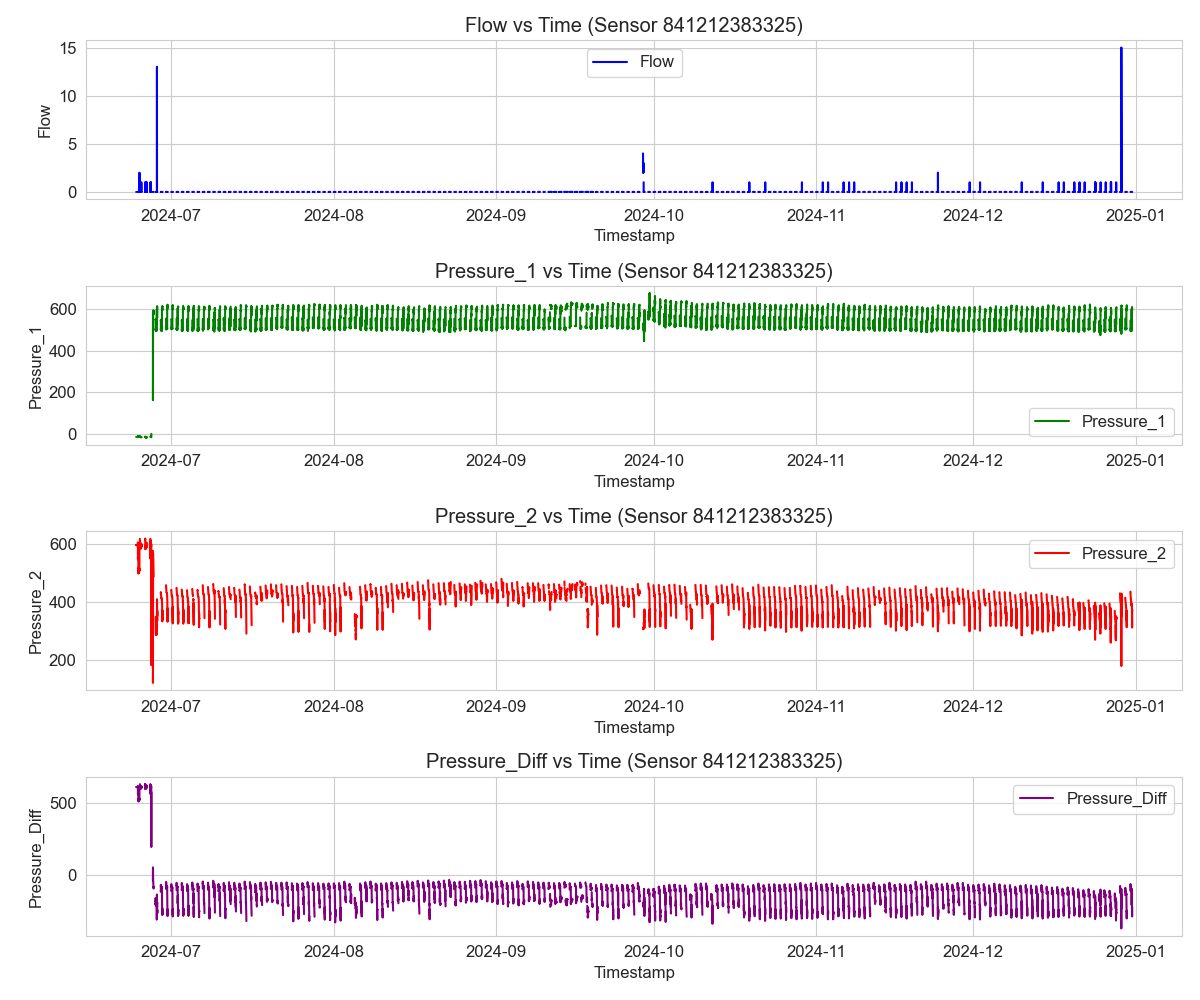 Flow vs Time (Sensor 841212383325)
15
10
5
0
Flow
Flow
2024-07 2024-08 2024-09 2024-10 2024-11 2024-12 2025-01
Timestamp
Pressure_1 vs Time (Sensor 841212383325)
600
400
200
0
Pressure_1
Pressure_1
2024-07 2024-08 2024-09 2024-10 2024-11 2024-12 2025-01
Timestamp
Pressure_2 vs Time (Sensor 841212383325)
600
400
200
Pressure_2
Pressure_2
2024-07 2024-08 2024-09 2024-10 2024-11 2024-12 2025-01
Timestamp
Pressure_Diff vs Time (Sensor 841212383325)
500
0
Pressure_Diff
Pressure_Diff
2024-07 2024-08 2024-09 2024-10 2024-11 2024-12 2025-01
Timestamp